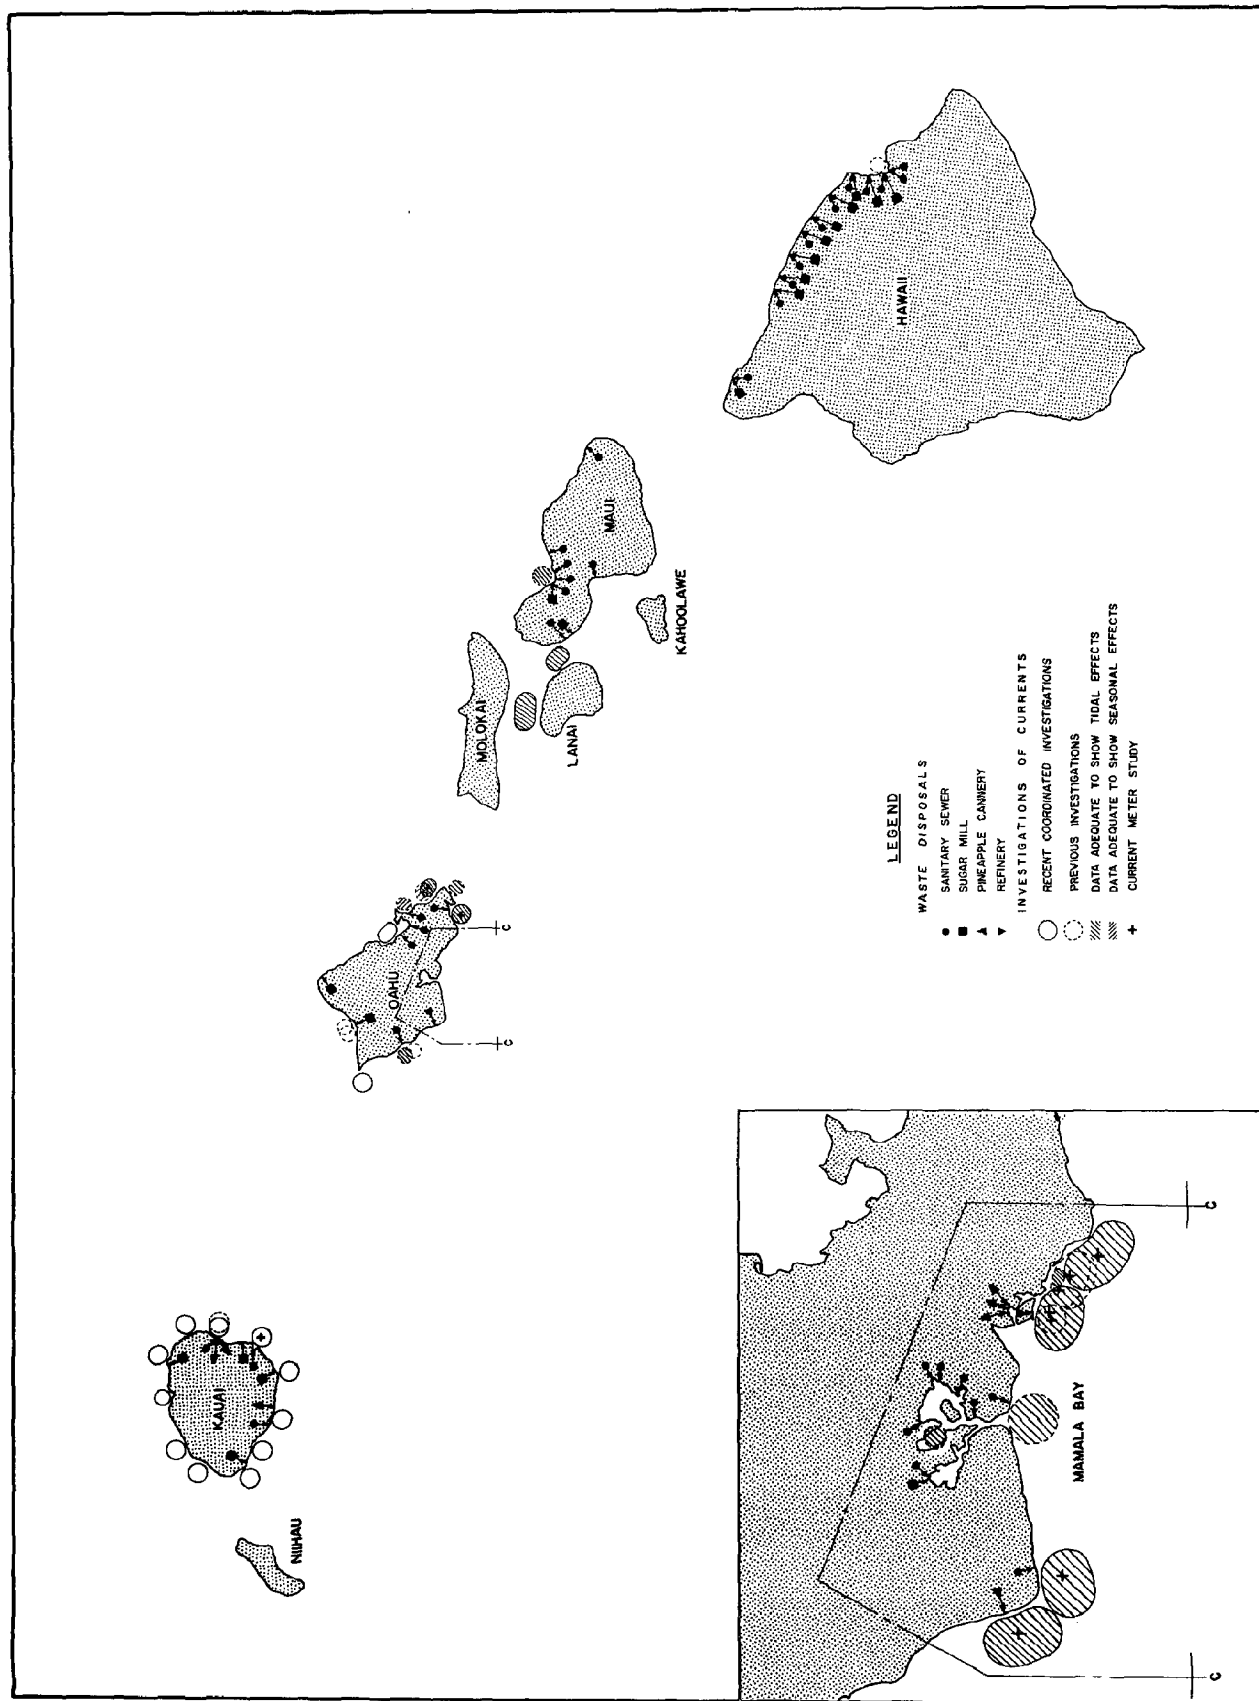 NIIHAU
KAUAI
OAHU
C
C
MOLOKAI
LANAI
MAUI
KAHOOLAWE
HAWAII
LEGEND
WASTE DISPOSALS
SANITARY SEWER
SUGAR MILL
PINEAPPLE CANNERY
REFINERY
INVESTIGATIONS OF CURRENTS
RECENT COORDINATED INVESTIGATIONS
PREVIOUS INVESTIGATIONS
DATA ADEQUATE TO SHOW TIDAL EFFECTS
DATA ADEQUATE TO SHOW SEASONAL EFFECTS
CURRENT METER STUDY
MAMALA BAY
C
C